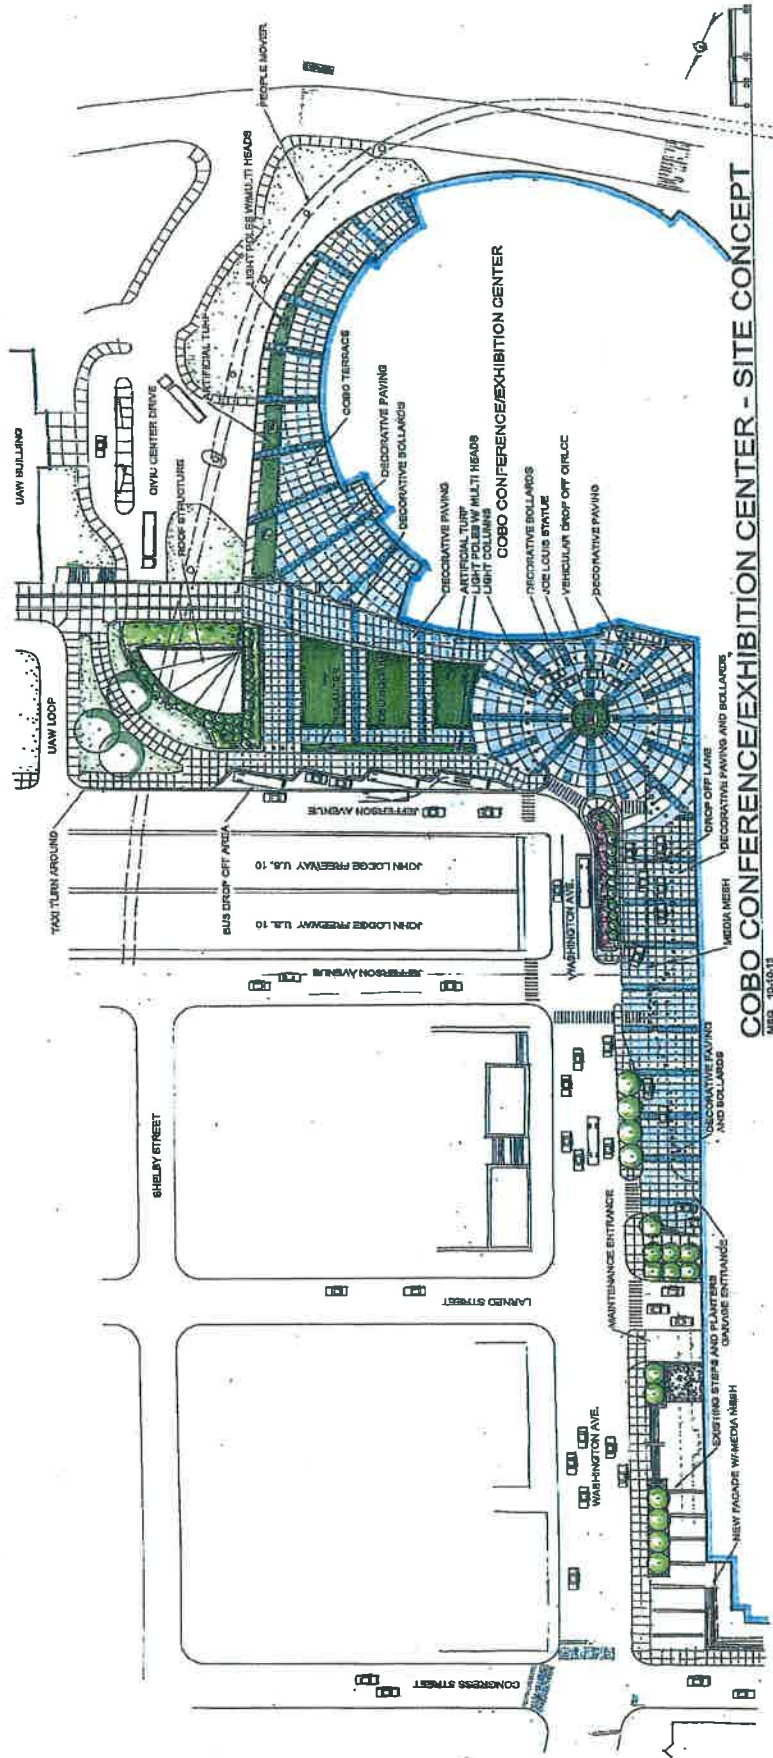 UAW BUILDING
CIVIC CENTER DRIVE
ROOF STRUCTURE
ARTIFICIAL TURF
LIGHT POLES W/MULTI HEADS
PEOPLE MOVER
UAW LOOP
TAXI TURN AROUND
BUS DROP OFF AREA
COBO TERRACE
DECORATIVE PAVING
DECORATIVE BOLLARDS
DECORATIVE PAVING
ARTIFICIAL TURF
LIGHT POLES W/ MULTI HEADS
LIGHT COLUMNS
COBO CONFERENCE/EXHIBITION CENTER
DECORATIVE BOLLARDS
JOE LOUIS STATUE
VEHICULAR DROP OFF CIRLCE
DECORATIVE PAVING
PLANTER
JEFFERSON AVENUE
JOHN LODGE FREEWAY U.S. 10
JOHN LODGE FREEWAY U.S. 10
JEFFERSON AVENUE
WASHINGTON AVE.
DROP OFF LANE
DECORATIVE PAVING AND BOLLARDS
MEDIA MESH
SHELBY STREET
DECORATIVE PAVING
AND BOLLARDS
MAINTENANCE ENTRANCE
LARNED STREET
GARAGE ENTRANCE
EXISTING STEPS AND PLANTERS
NEW FACADE W/MEDIA MESH
WASHINGTON AVE.
CONGRESS STREET
COBO CONFERENCE/EXHIBITION CENTER - SITE CONCEPT